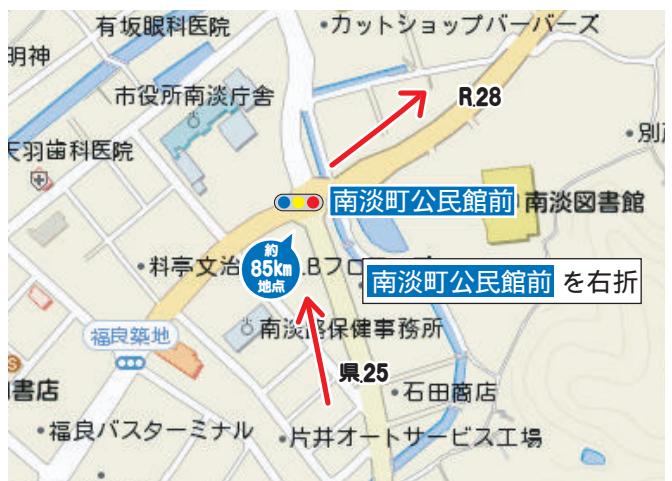 有坂眼科医院
カットショップバーバーズ
明神
市役所南淡庁舎
R.28
天羽歯科医院
別
南淡町公民館前
南淡図書館
料亭文治
約
85km
地点
Bフロ
南淡町公民館前 を右折
福良築地
南淡路保健事務所
県.25
書店
石田商店
福良バスターミナル
片井オートサービス工場